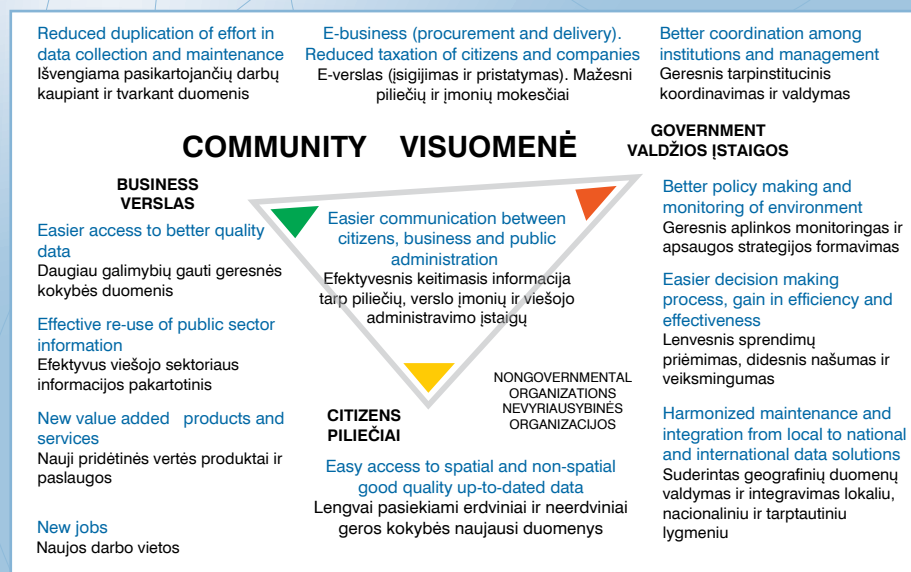 Reduced duplication of effort in
data collection and maintenance
Išvengiama pasikartojančių darbų
kaupiant ir tvarkant duomenis
E-business (procurement and delivery).
Reduced taxation of citizens and companies
E-verslas (įsigijimas ir pristatymas). Mažesni
piliečių ir įmonių mokesčiai
Better coordination among
institutions and management
Geresnis tarpinstitucinis
koordinavimas ir valdymas
COMMUNITY VISUOMENĖ
GOVERNMENT
VALDŽIOS ĮSTAIGOS
BUSINESS
VERSLAS
Easier access to better quality
data
Daugiau galimybių gauti geresnės
kokybės duomenis
Effective re-use of public sector
information
Efektyvus viešojo sektoriaus
informacijos pakartotinis
New value added products and
services
Nauji pridėtinės vertės produktai ir
paslaugos
New jobs
Naujos darbo vietos
Easier communication between
citizens, business and public
administration
Efektyvesnis keitimasis informacija
tarp piliečių, verslo įmonių ir viešojo
administravimo įstaigų
CITIZENS
PILIEČIAI
NONGOVERNMENTAL
ORGANIZATIONS
NEVYRIAUSYBINĖS
ORGANIZACIJOS
Easy access to spatial and non-spatial
good quality up-to-dated data
Lengvai pasiekiami erdviniai ir neerdviniai
geros kokybės naujausi duomenys
Better policy making and
monitoring of environment
Geresnis aplinkos monitoringas ir
apsaugos strategijos formavimas
Easier decision making
process, gain in efficiency and
effectiveness
Lenvesnis sprendimų
priėmimas, didesnis našumas ir
veiksmingumas
Harmonized maintenance and
integration from local to national
and international data solutions
Suderintas geografinių duomenų
valdymas ir integravimas lokaliu,
nacionaliniu ir tarptautiniu
lygmeniu